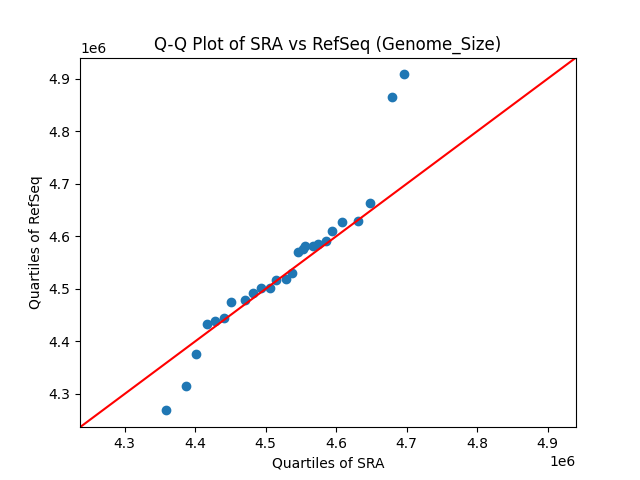 Q-Q Plot of SRA vs RefSeq (Genome_Size)
1e6
4.9
4.8
4.7
4.6
4.5
4.4
4.3
Quartiles of RefSeq
4.3 4.4 4.5 4.6 4.7 4.8 4.9
1e6
Quartiles of SRA